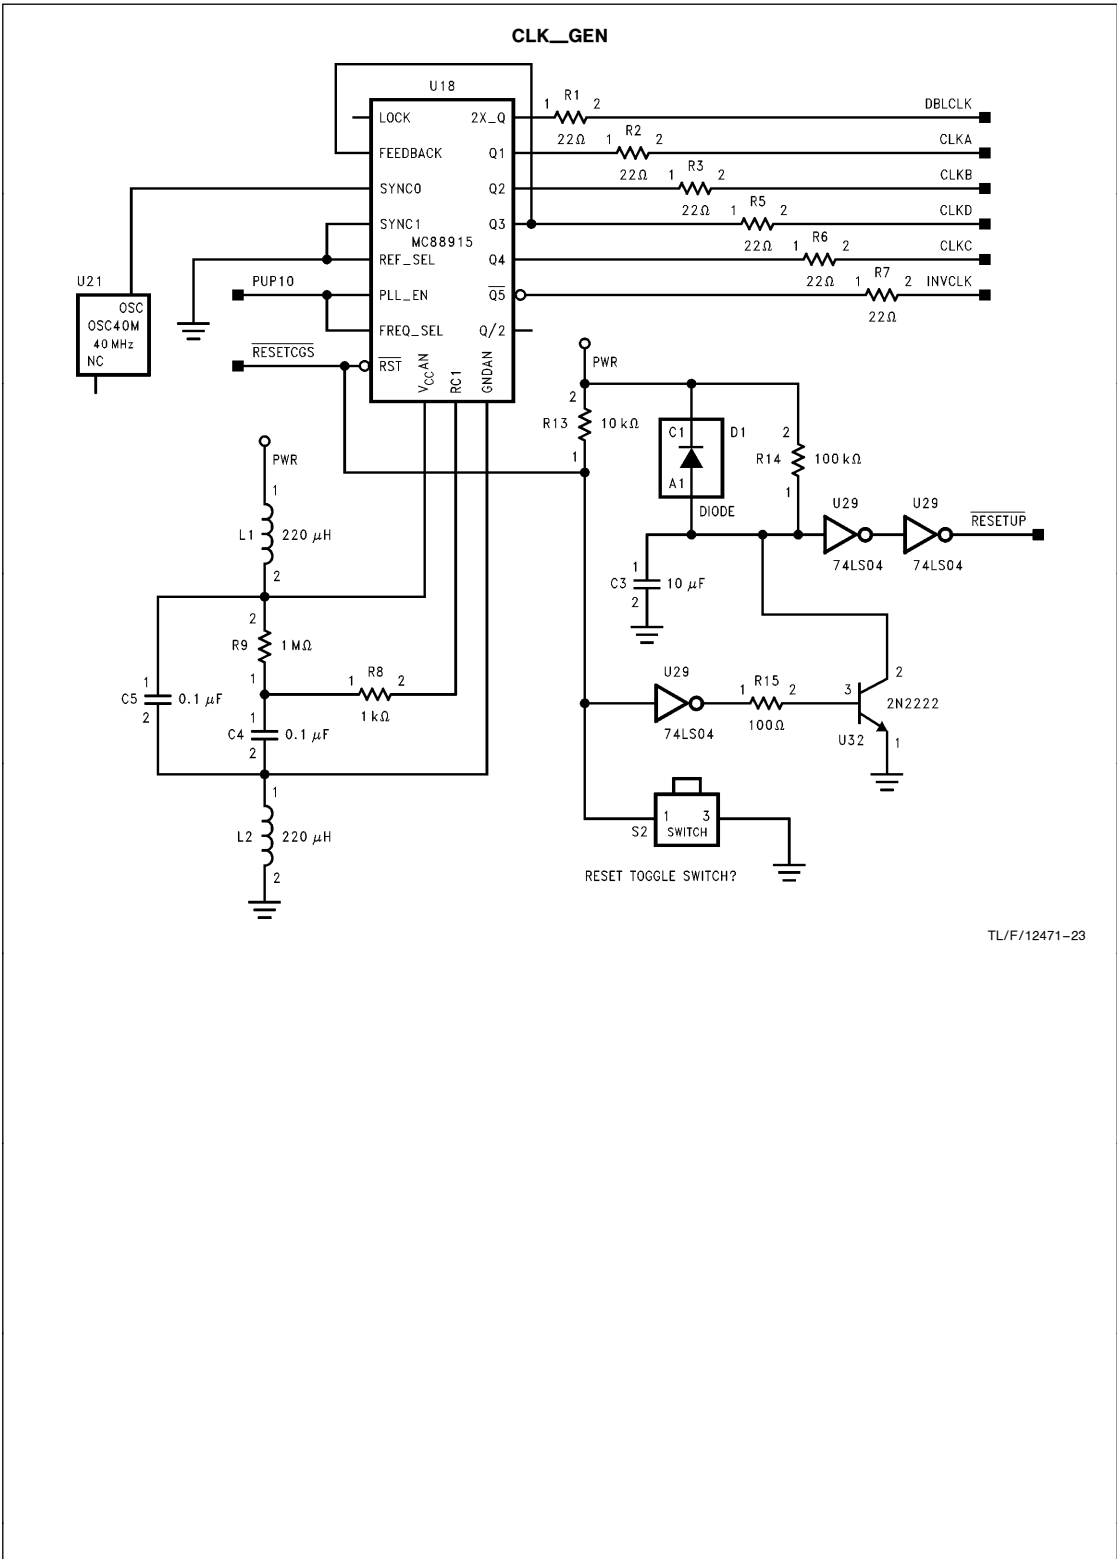 CLK__GEN
U18
LOCK
FEEDBACK
SYNC0
SYNC1
MC88915
REF_SEL
PLL_EN
FREQ_SEL
RST
VCCAN
RC1
GNDAN
2X_Q
Q1
Q2
Q3
Q4
Q5
Q/2
1 R1 2
22Ω
DBLCLK
1 R2 2
22Ω
CLKA
1 R3 2
22Ω
CLKB
1 R5 2
22Ω
CLKD
1 R6 2
22Ω
CLKC
1 R7 2
22Ω
INVCLK
U21
OSC
OSC40M
40 MHz
NC
PUP10
RESETCGS
PWR
1
L1 220 μH
2
2
R9 1 MΩ
1
1 R8 2
1 kΩ
1
C5 0.1 μF
2
1
C4 0.1 μF
2
1
L2 220 μH
2
PWR
2
R13 10 kΩ
1
C1 D1
A1
DIODE
2
R14 100 kΩ
1
U29
74LS04
U29
74LS04
RESETUP
1
C3 10 μF
2
U29
74LS04
1 R15 2
100Ω
2
3 2N2222
U32
1
S2
1 3
SWITCH
RESET TOGGLE SWITCH?
TL/F/12471–23